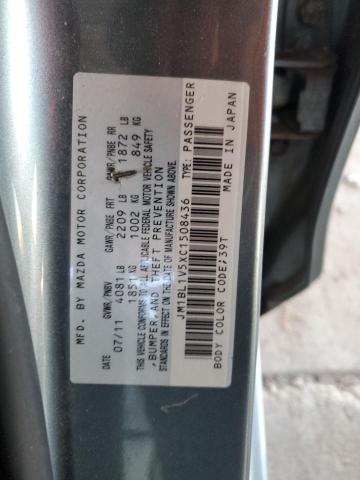 MFD. BY MAZDA MOTOR CORPORATION
GVWR/PNBV GAWR/PNBE FRT GAWR/PNBE RR
DATE 07/11 4081 LB 2209 LB 1872 LB
1851 KG 1002 KG 849 KG
THIS VEHICLE CONFORMS TO ALL APPLICABLE FEDERAL MOTOR VEHICLE SAFETY
, BUMPER, AND THEFT PREVENTION
STANDARDS IN EFFECT ON THE DATE OF MANUFACTURE SHOWN ABOVE.
JM1BL1V5XC1508436 TYPE: PASSENGER
BODY COLOR CODE;39T MADE IN JAPAN